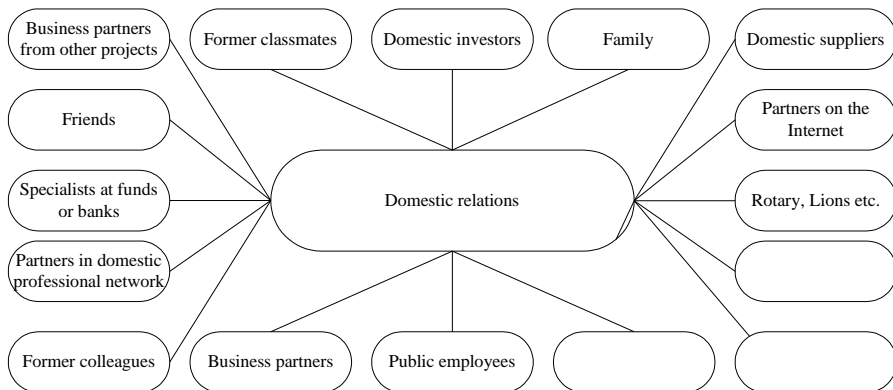 Business partners
from other projects
Former classmates
Domestic investors
Family
Domestic suppliers
Friends
Partners on the
Internet
Specialists at funds
or banks
Domestic relations
Rotary, Lions etc.
Partners in domestic
professional network
Former colleagues
Business partners
Public employees